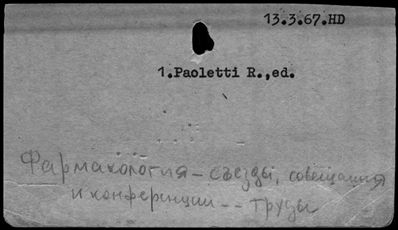 13.3.67.HD
1.Paoletti R.,ed.
Фармакология – съезды, совещания
и конференции -- труды